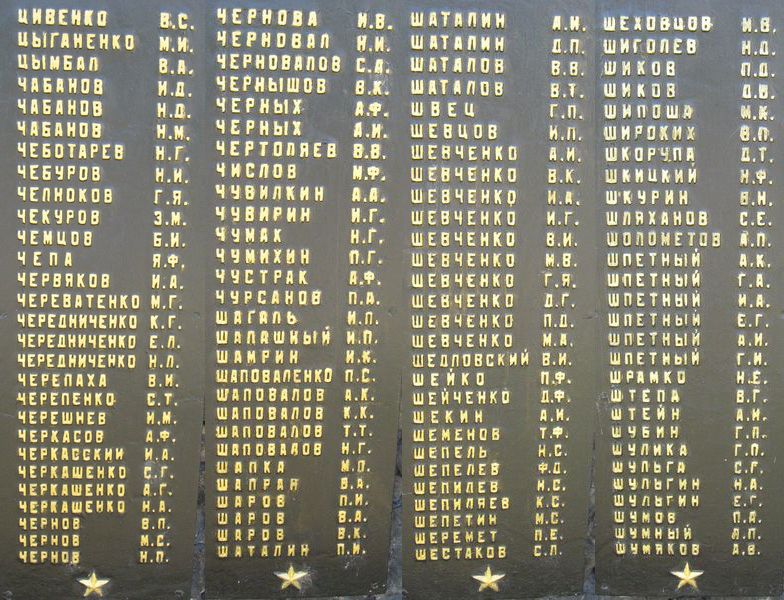 ЦИВЕНКО В.С.
ЦЫГАНЕНКО М.И.
ЦЫМБАЛ В.А.
ЧАБАНОВ И.Д.
ЧАБАНОВ Н.Д.
ЧАБАНОВ Н.М.
ЧЕБОТАРЕВ Н.Г.
ЧЕБУРОВ Н.И.
ЧЕЛНОКОВ Г.Я.
ЧЕКУРОВ З.М.
ЧЕМЦОВ Б.И.
ЧЕПА Я.Ф.
ЧЕРВЯКОВ И.А.
ЧЕРЕВАТЕНКО М.Г.
ЧЕРЕДНИЧЕНКО К.Г.
ЧЕРЕДНИЧЕНКО Е.Л.
ЧЕРЕДНИЧЕНКО Н.Л.
ЧЕРЕПАХА В.И.
ЧЕРЕПЕНКО С.Т.
ЧЕРЕШНЕВ И.М.
ЧЕРКАСОВ А.Ф.
ЧЕРКАССКИЙ И.А.
ЧЕРКАШЕНКО С.Г.
ЧЕРКАШЕНКО А.Г.
ЧЕРКАШЕНКО Н.А.
ЧЕРНОВ В.П.
ЧЕРНОВ М.С.
ЧЕРНОВ Н.П.
ЧЕРНОВА И.В.
ЧЕРНОВАЛ Н.И.
ЧЕРНОВАЛОВ С.Д.
ЧЕРНЫШОВ В.К.
ЧЕРНЫХ А.Ф.
ЧЕРНЫХ А.И.
ЧЕРТОЛЯЕВ В.В.
ЧИСЛОВ М.Ф.
ЧУВИЛКИН А.А.
ЧУВИРИН И.Г.
ЧУМАК Н.Г.
ЧУМИХИН П.Г.
ЧУСТРАК А.Ф.
ЧУРСАНОВ П.А.
ШАГАЛЬ И.П.
ШАЛАШНЫЙ И.П.
ШАМРИН И.К.
ШАПОВАЛЕНКО П.С.
ШАПОВАЛОВ А.К.
ШАПОВАЛОВ К.К.
ШАПОВАЛОВ Т.Т.
ШАПОВАЛОВ Н.Г.
ШАПКА М.П.
ШАПРАЯ В.А.
ШАРОВ П.И.
ШАРОВ В.А.
ШАРОВ В.К.
ШАТАЛИН П.И.
ШАТАЛИН А.И.
ШАТАЛИН Д.П.
ШАТАЛОВ В.В.
ШАТАЛОВ В.Т.
ШВЕЦ Г.П.
ШЕВЦОВ И.П.
ШЕВЧЕНКО А.И.
ШЕВЧЕНКО В.К.
ШЕВЧЕНКО И.А.
ШЕВЧЕНКО И.Г.
ШЕВЧЕНКО В.И.
ШЕВЧЕНКО М.В.
ШЕВЧЕНКО Г.Я.
ШЕВЧЕНКО Д.Г.
ШЕВЧЕНКО П.Д.
ШЕВЧЕНКО М.А.
ШЕДЛОВСКИЙ В.И.
ШЕЙКО П.Ф.
ШЕЙЧЕНКО Д.Ф.
ШЕКИН А.И.
ШЕМЕНОВ Т.Ф.
ШЕПЕЛЬ Н.С.
ШЕПЕЛЕВ Ф.Д.
ШЕПИЛЕВ Н.С.
ШЕПИЛЯЕВ К.С.
ШЕПЕТИН М.С.
ШЕРЕМЕТ П.Е.
ШЕСТАКОВ С.Л.
ШЕХОВЦОВ И.В.
ШИГОЛЕВ Н.Д.
ШИКОВ П.Д.
ШИКОВ Д.В.
ШИПОША М.К.
ШИРОКИХ В.П.
ШКОРУПА Д.Т.
ШКИЦКИЙ Н.Ф.
ШКУРИН В.Н.
ШЛЯХАНОВ С.Е.
ШОЛОМЕТОВ А.П.
ШПЕТНЫЙ А.К.
ШПЕТНЫЙ Г.А.
ШПЕТНЫЙ И.А.
ШПЕТНЫЙ Е.Г.
ШПЕТНЫЙ А.И.
ШПЕТНЫЙ Г.И.
ШРАМКО Н.Е.
ШТЕПА В.Г.
ШТЕЙН А.И.
ШУБИН Г.П.
ШУЛИКА Г.П.
ШУЛЬГА С.Г.
ШУЛЬГИН Н.А.
ШУЛЬГИН Е.Г.
ШУМОВ П.А.
ШУМНЫЙ А.П.
ШУМАКОВ А.В.